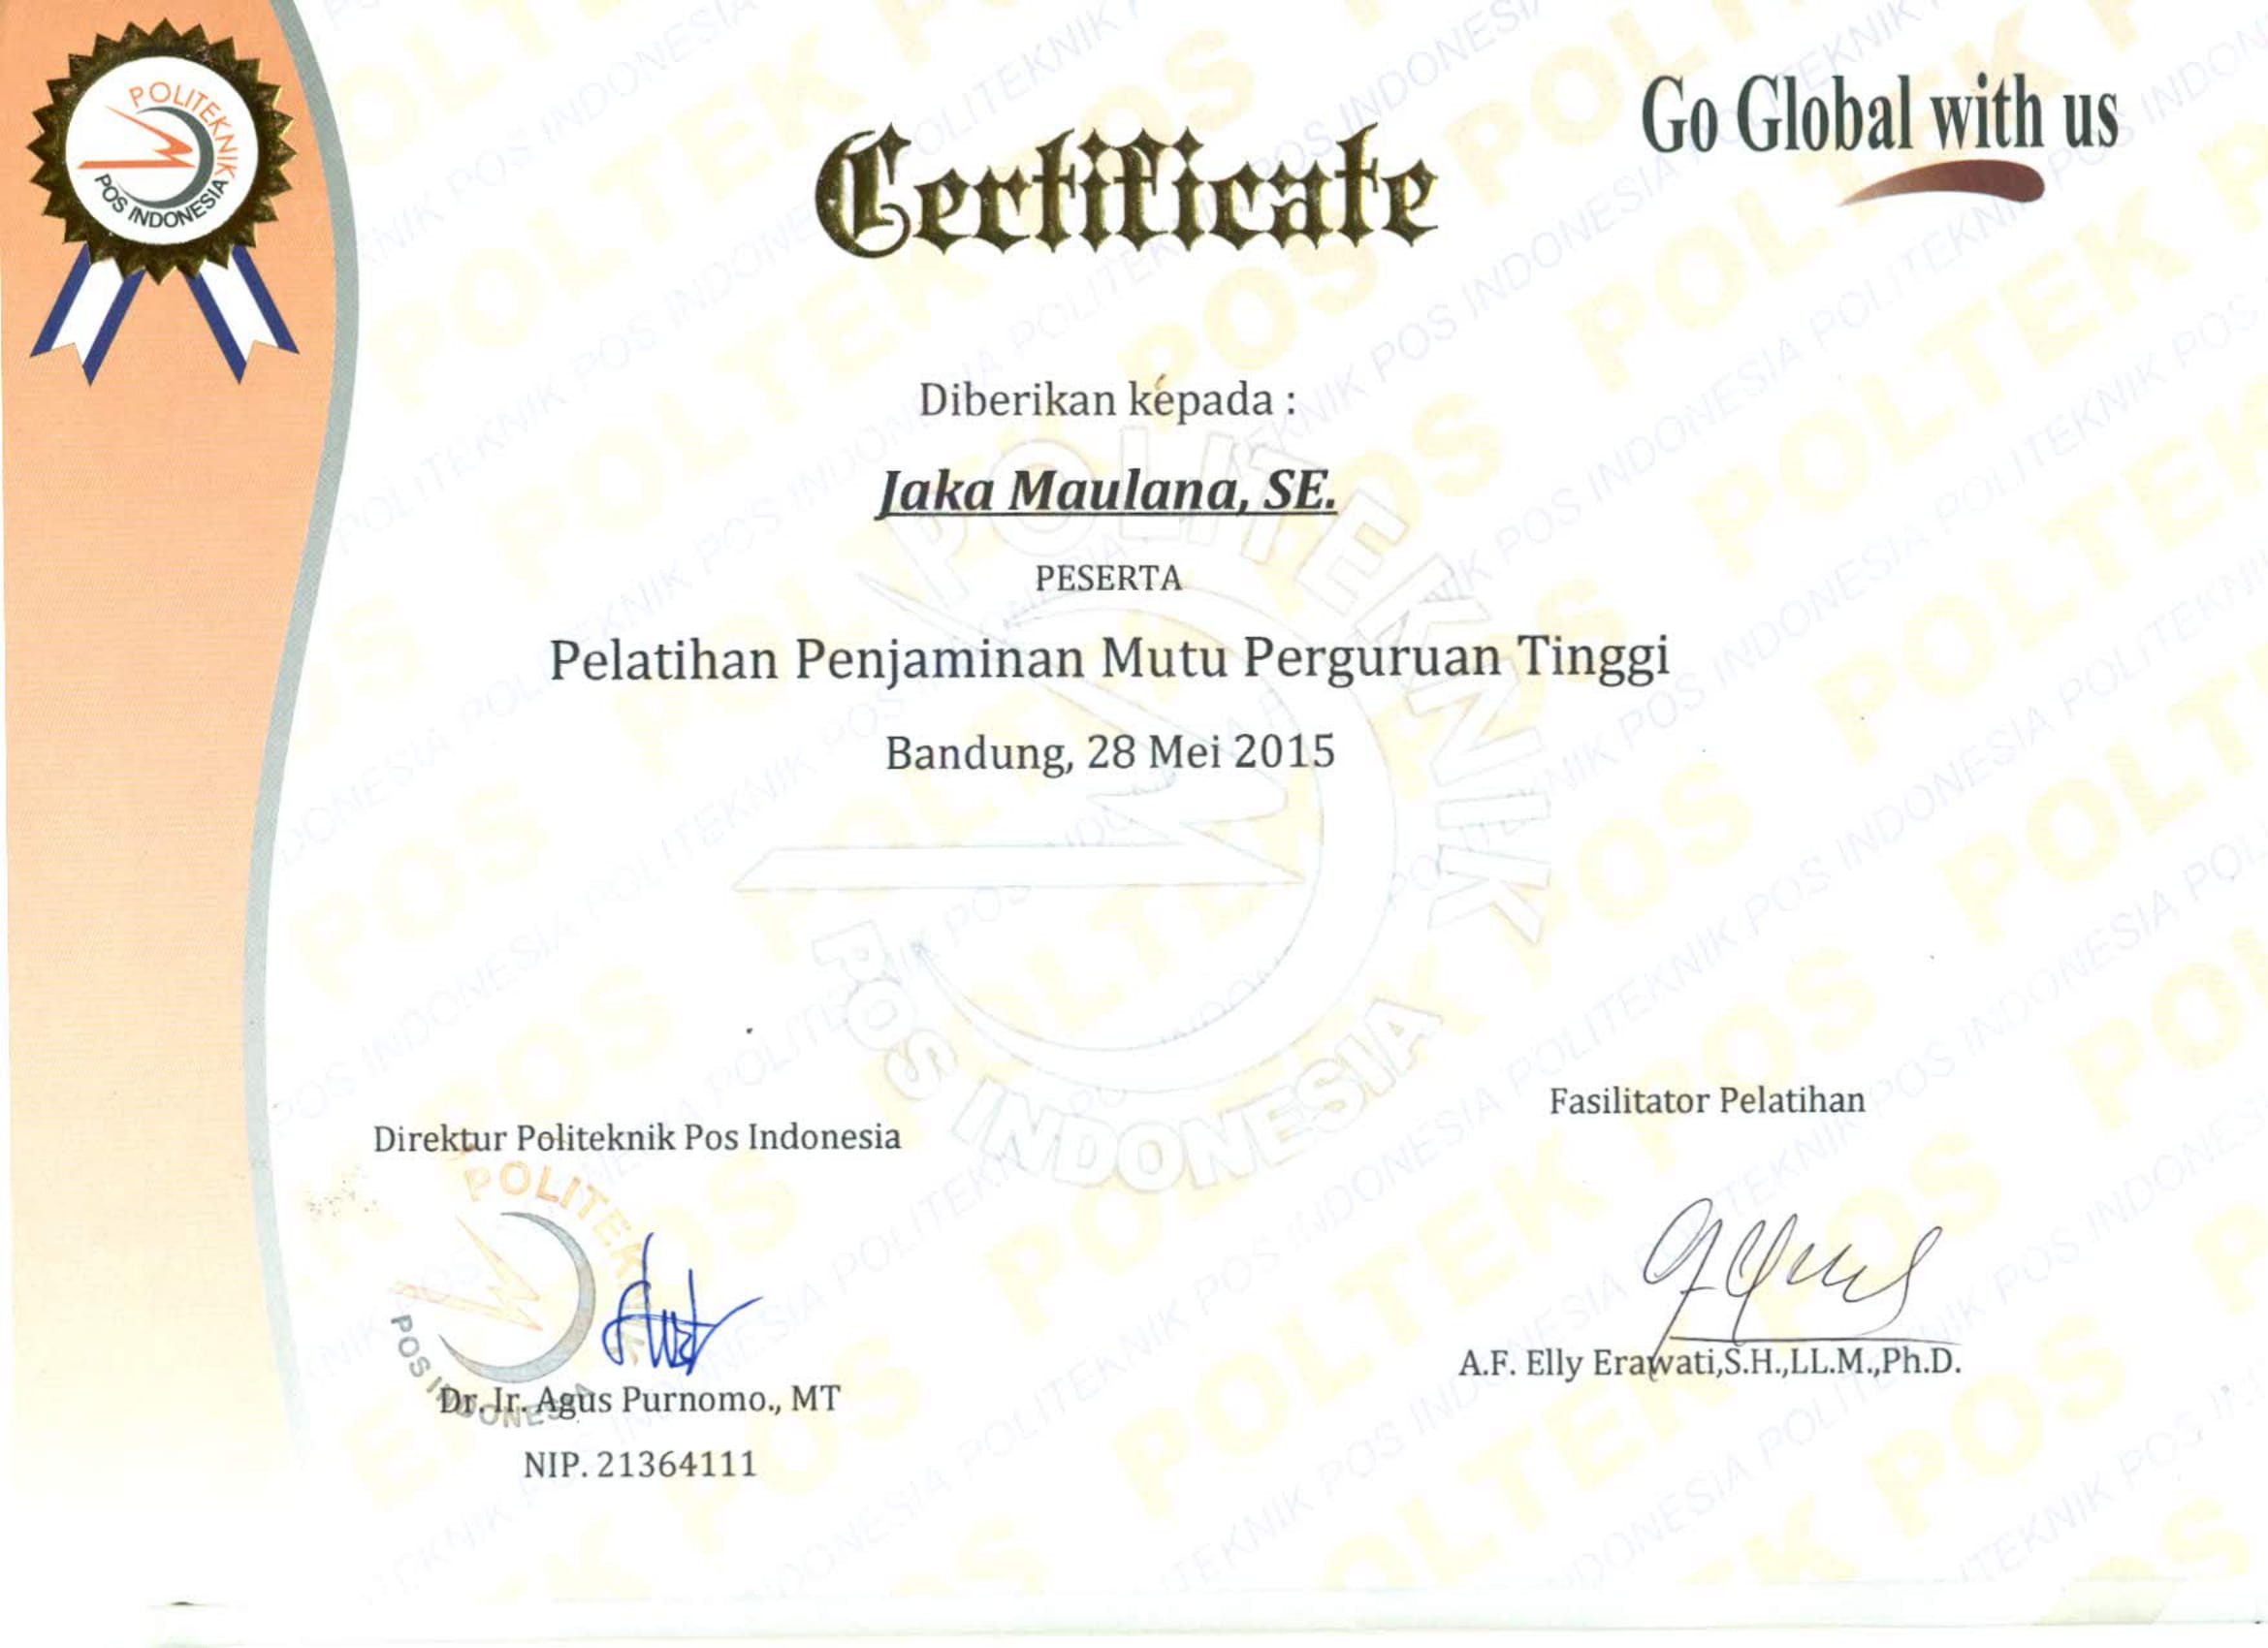 POLITEKNIK
POS INDONESIA
Go Global with us
Certificate
Diberikan kepada :
Jaka Maulana, SE.
PESERTA
Pelatihan Penjaminan Mutu Perguruan Tinggi
Bandung, 28 Mei 2015
POLITEKNIK
POS INDONESIA
Direktur Politeknik Pos Indonesia
POLITEKNIK
POS INDONESIA
Dr. Ir. Agus Purnomo., MT
NIP. 21364111
Fasilitator Pelatihan
A.F. Elly Erawati,S.H.,LL.M.,Ph.D.